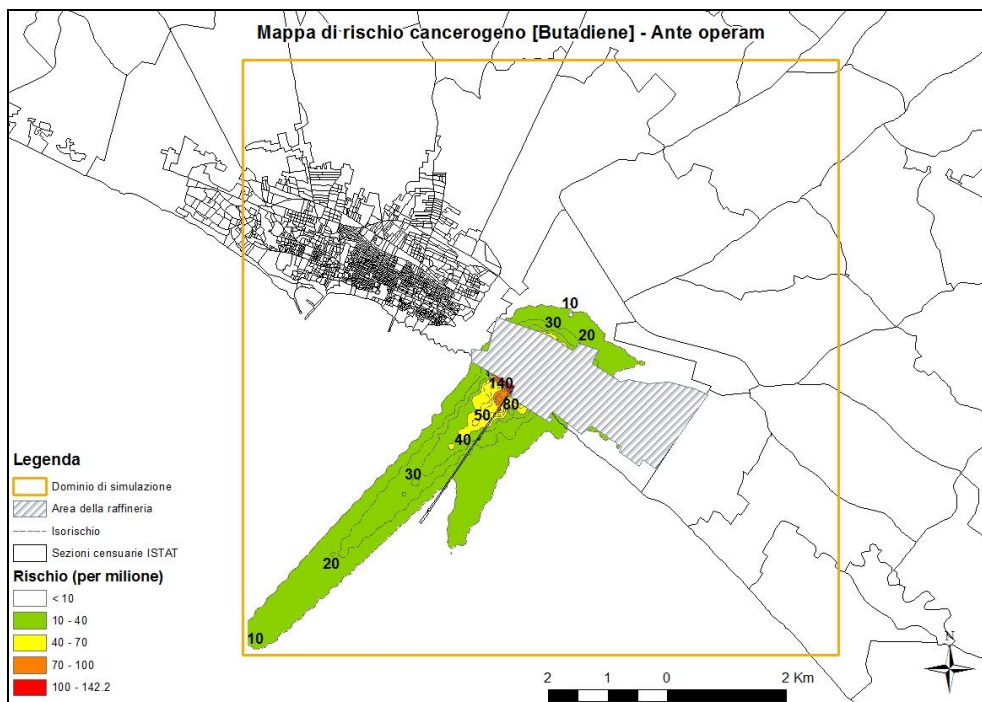 Mappa di rischio cancerogeno [Butadiene] - Ante operam
10
30
20
140
80
50
40
30
20
10
Legenda
Dominio di simulazione
Area della raffineria
Isorischio
Sezioni censuarie ISTAT
Rischio (per milione)
< 10
10 - 40
40 - 70
70 - 100
100 - 142.2
N
2 1 0 2 Km